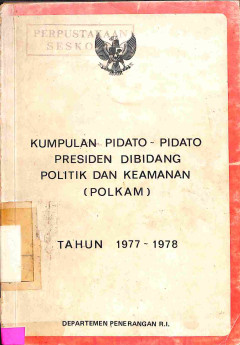 PERPUSTAKAAN
SESKO
KUMPULAN PIDATO - PIDATO
PRESIDEN DIBIDANG
POLITIK DAN KEAMANAN
(POLKAM)
TAHUN 1977 - 1978
DEPARTEMEN PENERANGAN R.I.